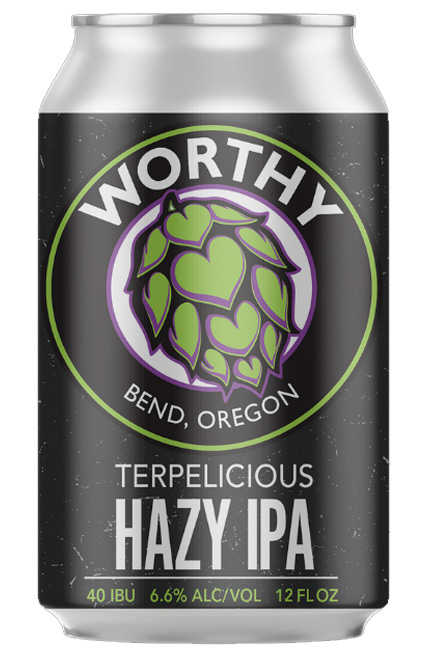 WORTHY
BEND, OREGON
TERPELICIOUS
HAZY IPA
40 IBU 6.6% ALC/VOL 12 FL OZ